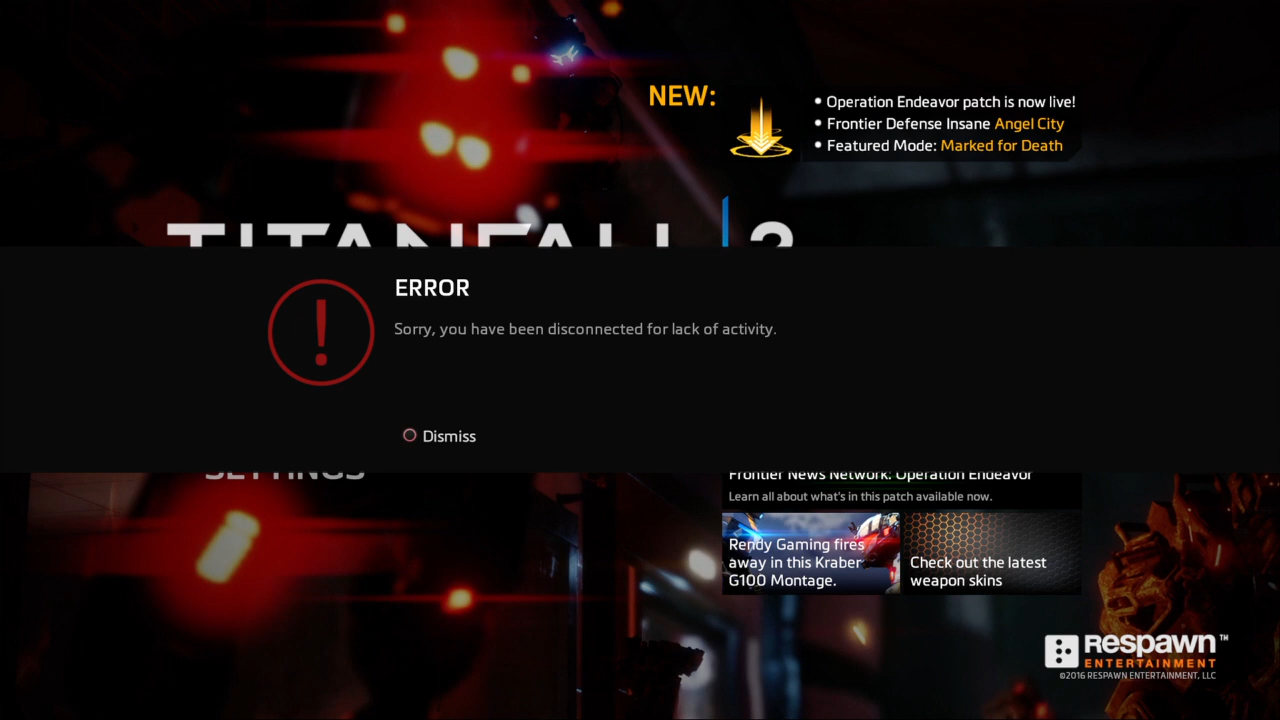 NEW:
• Operation Endeavor patch is now live!
• Frontier Defense Insane Angel City
• Featured Mode: Marked for Death
TITANFALL 2
ERROR
Sorry, you have been disconnected for lack of activity.
Dismiss
SETTINGS
Frontier News Network: Operation Endeavor
Learn all about what's in this patch available now.
Rendy Gaming fires
away in this Kraber
G100 Montage.
Check out the latest
weapon skins
Respawn™
ENTERTAINMENT
©2016 RESPAWN ENTERTAINMENT, LLC